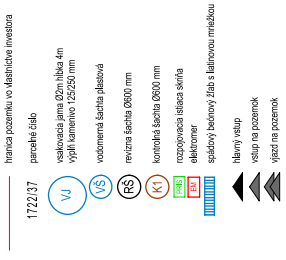 hranica pozemku vo vlastníctve investora
1722/37 parcelné číslo
VJ vsakovacia jama Ø2m hĺbka 4m
výplň kamenivo 125/250 mm
VŠ vodomerná šachta plastová
RŠ revízna šachta Ø600 mm
K1 kontrolná šachta Ø600 mm
PRIS rozpojovacia istiaca skriňa
EM elektromer
spádový betónový žľab s liatinovou mriežkou
hlavný vstup
vstup na pozemok
vjazd na pozemok